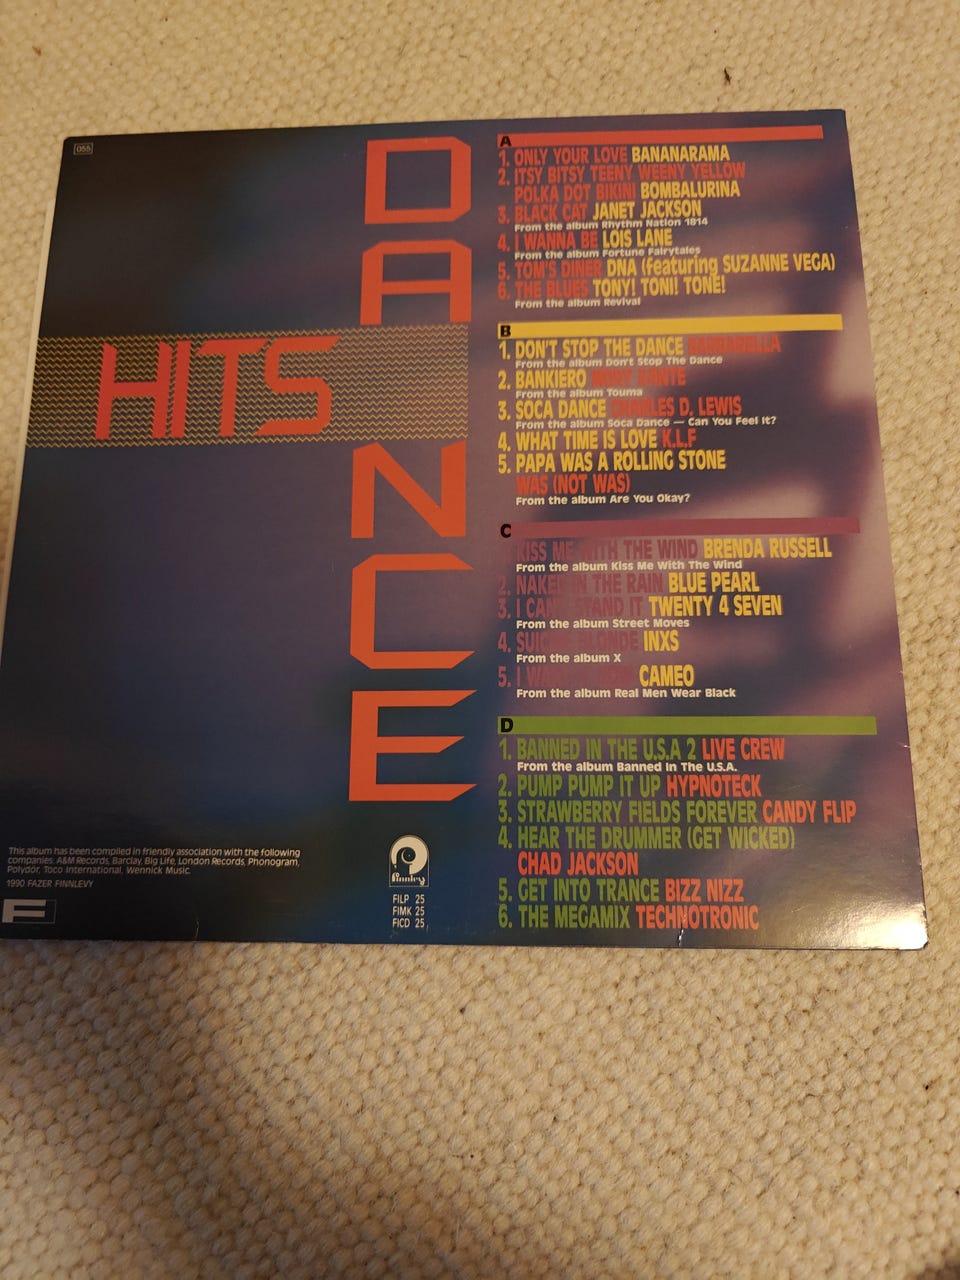 055
DANCE
HITS
A
1. ONLY YOUR LOVE BANANARAMA
2. ITSY BITSY TEENY WEENY YELLOW
POLKA DOT BIKINI BOMBALURINA
3. BLACK CAT JANET JACKSON
From the album Rhythm Nation 1814
4. I WANNA BE LOIS LANE
From the album Fortune Fairytales
5. TOM'S DINER DNA (featuring SUZANNE VEGA)
6. THE BLUES TONY! TONI! TONE!
From the album Revival
B
1. DON'T STOP THE DANCE BARBARELLA
From the album Don't Stop The Dance
2. BANKIERO
From the album Touma
3. SOCA DANCE CHARLES D. LEWIS
From the album Soca Dance — Can You Feel It?
4. WHAT TIME IS LOVE K.L.F
5. PAPA WAS A ROLLING STONE
WAS (NOT WAS)
From the album Are You Okay?
C
KISS ME WITH THE WIND BRENDA RUSSELL
From the album Kiss Me With The Wind
2. NAKED IN THE RAIN BLUE PEARL
3. I CAN'T STAND IT TWENTY 4 SEVEN
From the album Street Moves
4. SUICIDE BLONDE INXS
From the album X
5. I WANT CAMEO
From the album Real Men Wear Black
D
1. BANNED IN THE U.S.A 2 LIVE CREW
From the album Banned In The U.S.A.
2. PUMP PUMP IT UP HYPNOTECK
3. STRAWBERRY FIELDS FOREVER CANDY FLIP
4. HEAR THE DRUMMER (GET WICKED)
CHAD JACKSON
5. GET INTO TRANCE BIZZ NIZZ
6. THE MEGAMIX TECHNOTRONIC
This album has been compiled in friendly association with the following
companies: A&M Records, Barclay, Big Life, London Records, Phonogram,
Polydor, Toco International, Wennick Music.
1990 FAZER FINNLEVY
F
finnlevy
FILP 25
FIMK 25
FICD 25